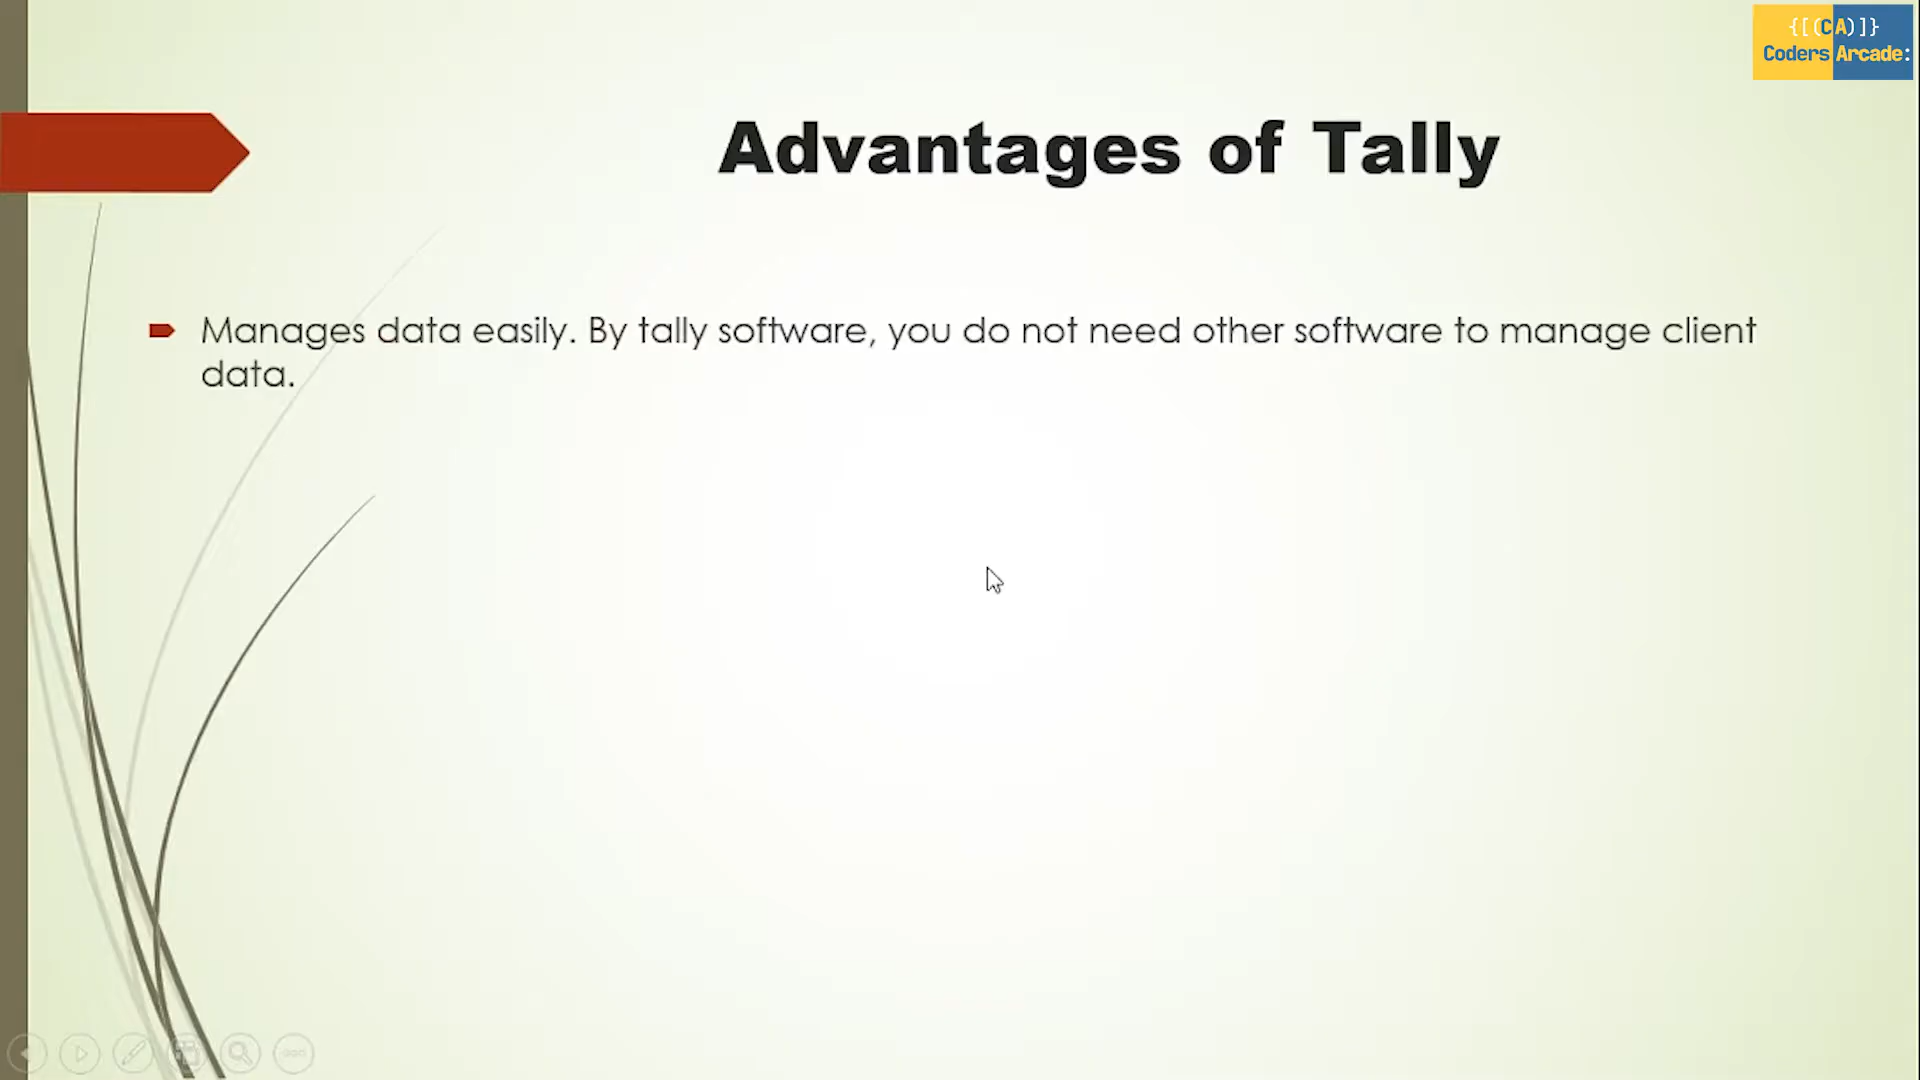 {[(CA)]}
Coders Arcade:
Advantages of Tally
Manages data easily. By tally software, you do not need other software to manage client
data.